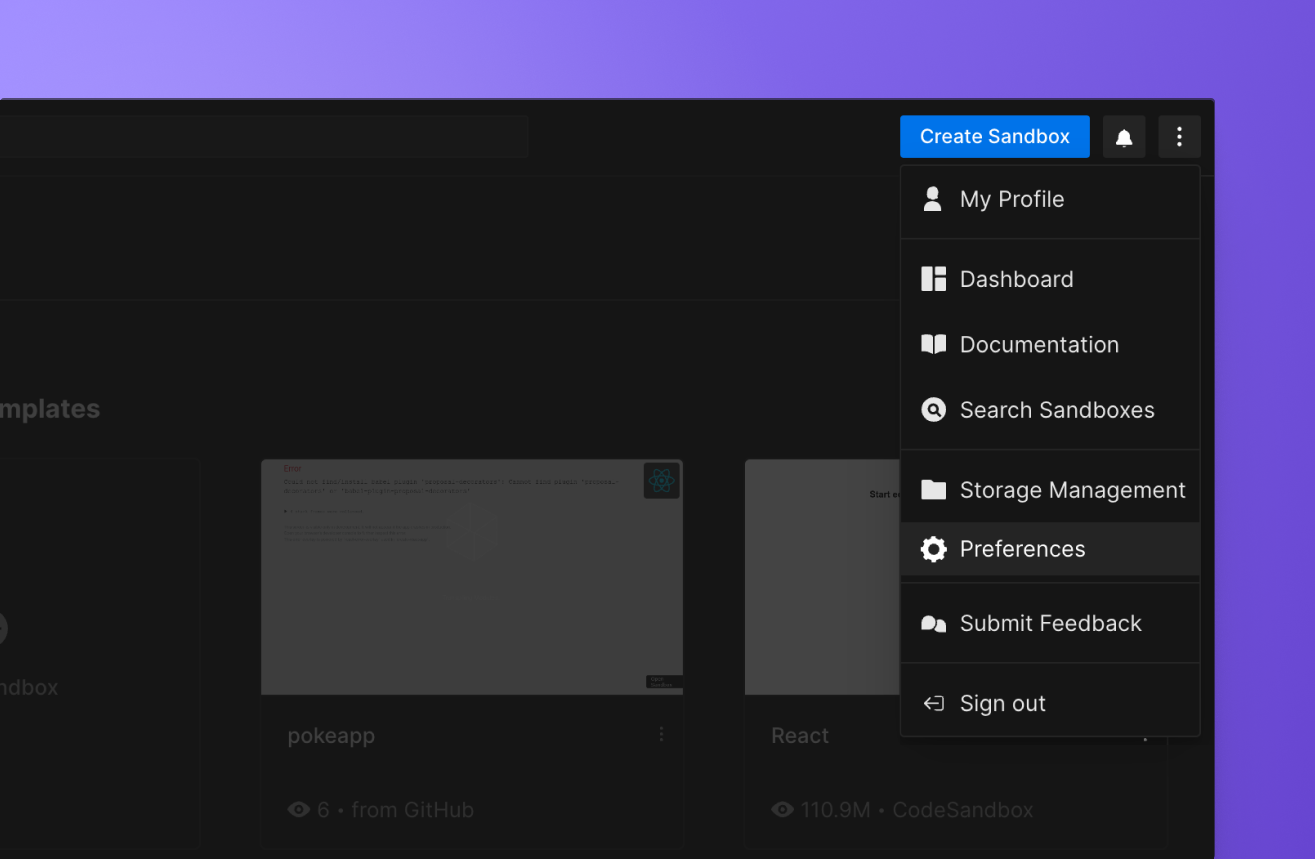 Create Sandbox
My Profile
Dashboard
Documentation
Search Sandboxes
mplates
Error
Start e
Storage Management
Preferences
Submit Feedback
ndbox
Sign out
pokeapp
React
6 • from GitHub
110.9M • CodeSandbox